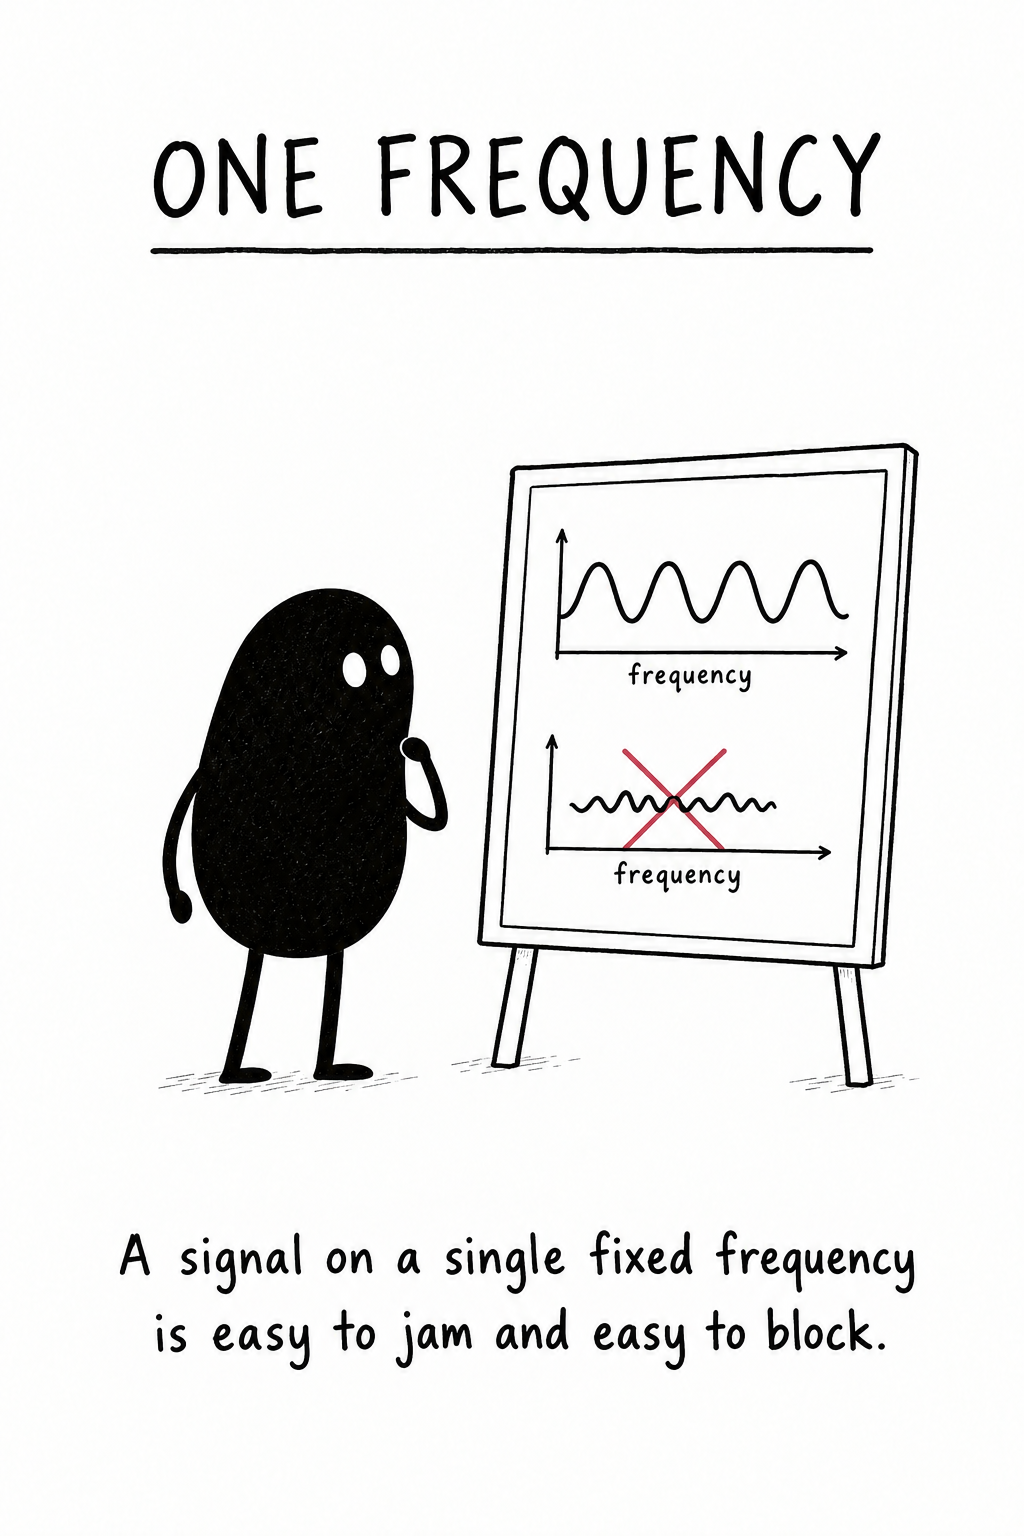 ONE FREQUENCY
frequency
frequency
A signal on a single fixed frequency
is easy to jam and easy to block.